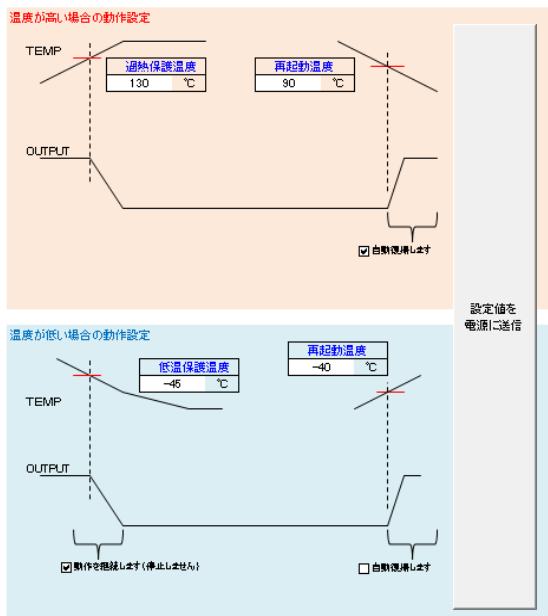 温度が高い場合の動作設定
TEMP
過熱保護温度
130 ℃
再起動温度
90 ℃
OUTPUT
自動復帰します
設定値を
電源に送信
温度が低い場合の動作設定
低温保護温度
-45 ℃
再起動温度
-40 ℃
TEMP
OUTPUT
動作を継続します(停止しません)
自動復帰します